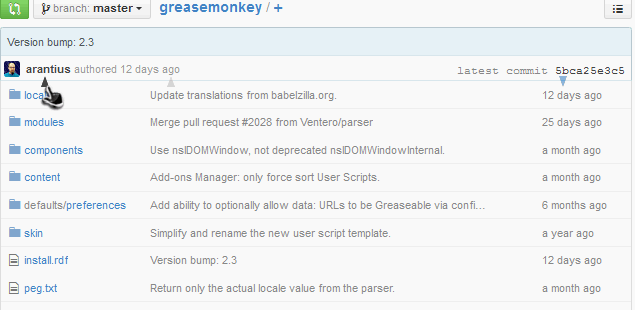 branch: master greasemonkey / +
Version bump: 2.3
arantius authored 12 days ago latest commit 5bca25e3c5
Update translations from babelzilla.org. 12 days ago
modules Merge pull request #2028 from Ventero/parser 25 days ago
components Use nsIDOMWindow, not deprecated nsIDOMWindowInternal. a month ago
content Add-ons Manager: only force sort User Scripts. a month ago
defaults/preferences Add ability to optionally allow data: URLs to be Greaseable via confi... 6 months ago
skin Simplify and rename the new user script template. a year ago
install.rdf Version bump: 2.3 12 days ago
peg.txt Return only the actual locale value from the parser. a month ago